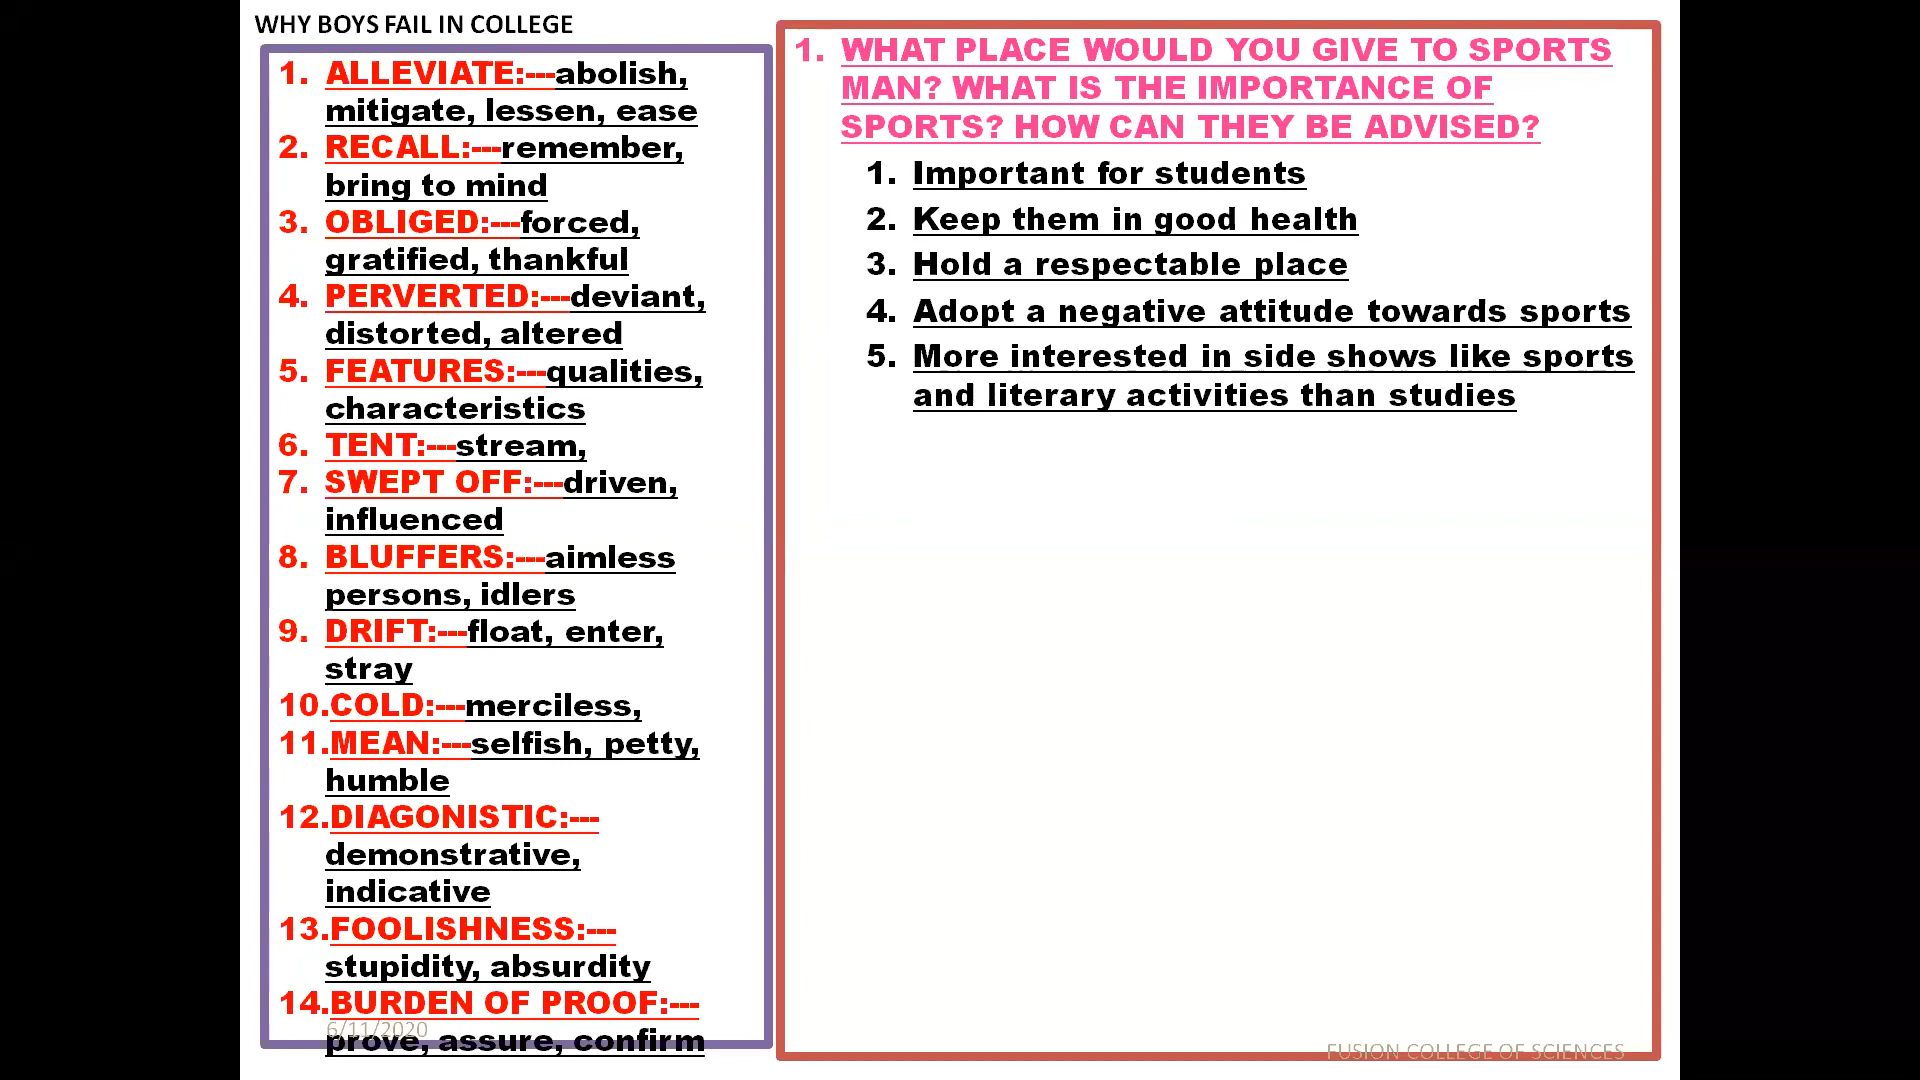 WHY BOYS FAIL IN COLLEGE
1. ALLEVIATE:---abolish,
mitigate, lessen, ease
2. RECALL:---remember,
bring to mind
3. OBLIGED:---forced,
gratified, thankful
4. PERVERTED:---deviant,
distorted, altered
5. FEATURES:---qualities,
characteristics
6. TENT:---stream,
7. SWEPT OFF:---driven,
influenced
8. BLUFFERS:---aimless
persons, idlers
9. DRIFT:---float, enter,
stray
10.COLD:---merciless,
11.MEAN:---selfish, petty,
humble
12.DIAGONISTIC:---
demonstrative,
indicative
13.FOOLISHNESS:---
stupidity, absurdity
14.BURDEN OF PROOF:---
prove, assure, confirm
6/11/2020
1. WHAT PLACE WOULD YOU GIVE TO SPORTS
MAN? WHAT IS THE IMPORTANCE OF
SPORTS? HOW CAN THEY BE ADVISED?
1. Important for students
2. Keep them in good health
3. Hold a respectable place
4. Adopt a negative attitude towards sports
5. More interested in side shows like sports
and literary activities than studies
FUSION COLLEGE OF SCIENCES